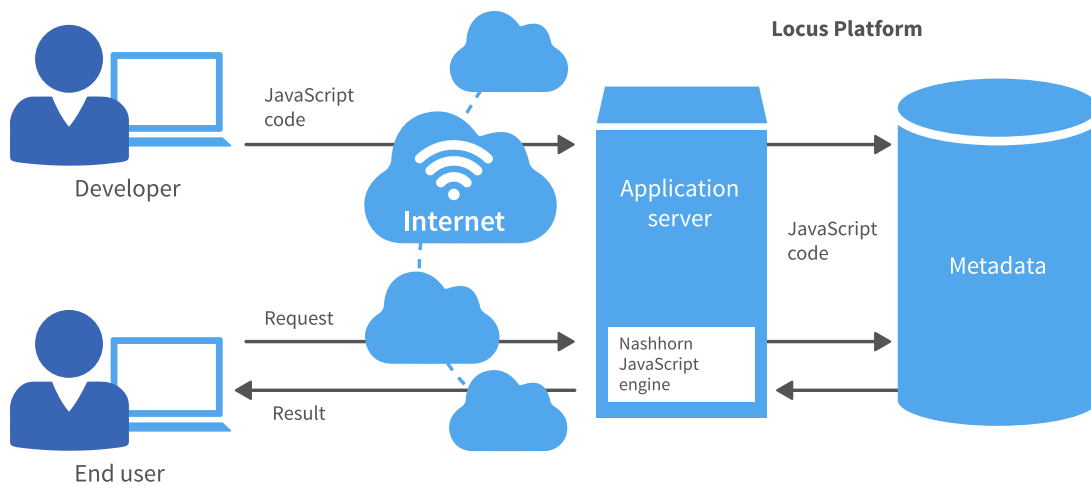 Locus Platform
JavaScript
code
Developer
Internet
Application
server
JavaScript
code
Metadata
Request
Nashhorn
JavaScript
engine
Result
End user